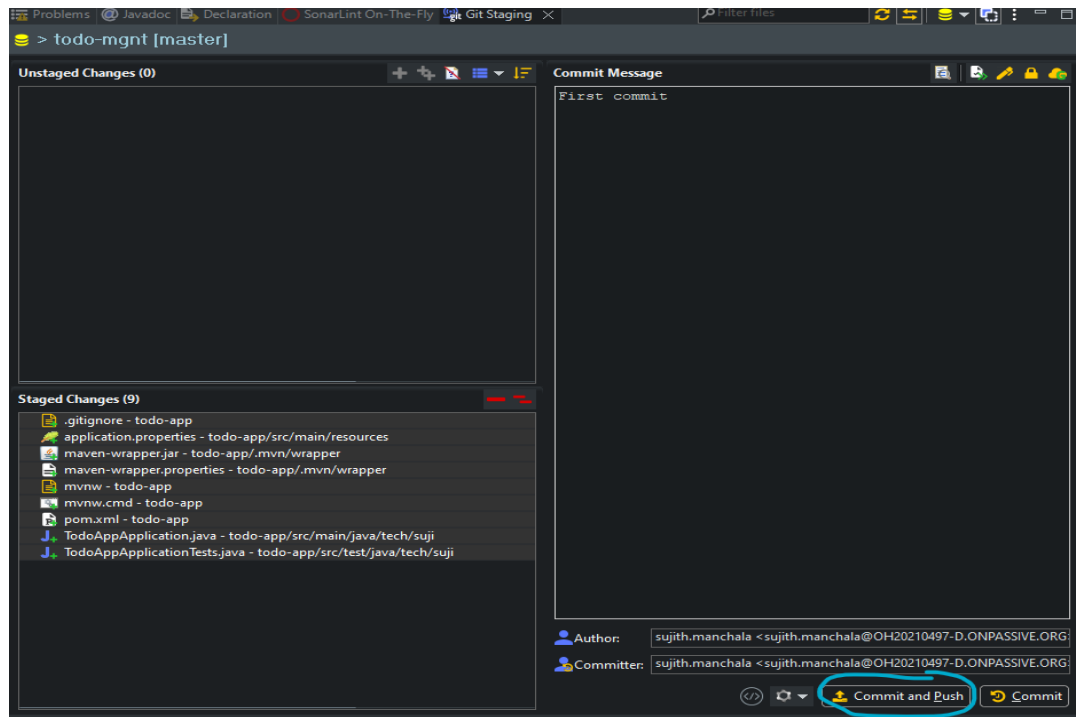 Problems @ Javadoc Declaration SonarLint On-The-Fly git Git Staging Filter files
> todo-mgnt [master]
Unstaged Changes (0)
Commit Message
First commit
Staged Changes (9)
.gitignore - todo-app
application.properties - todo-app/src/main/resources
maven-wrapper.jar - todo-app/.mvn/wrapper
maven-wrapper.properties - todo-app/.mvn/wrapper
mvnw - todo-app
mvnw.cmd - todo-app
pom.xml - todo-app
TodoAppApplication.java - todo-app/src/main/java/tech/suji
TodoAppApplicationTests.java - todo-app/src/test/java/tech/suji
Author: sujith.manchala <sujith.manchala@OH20210497-D.ONPASSIVE.ORG>
Committer: sujith.manchala <sujith.manchala@OH20210497-D.ONPASSIVE.ORG>
Commit and Push Commit